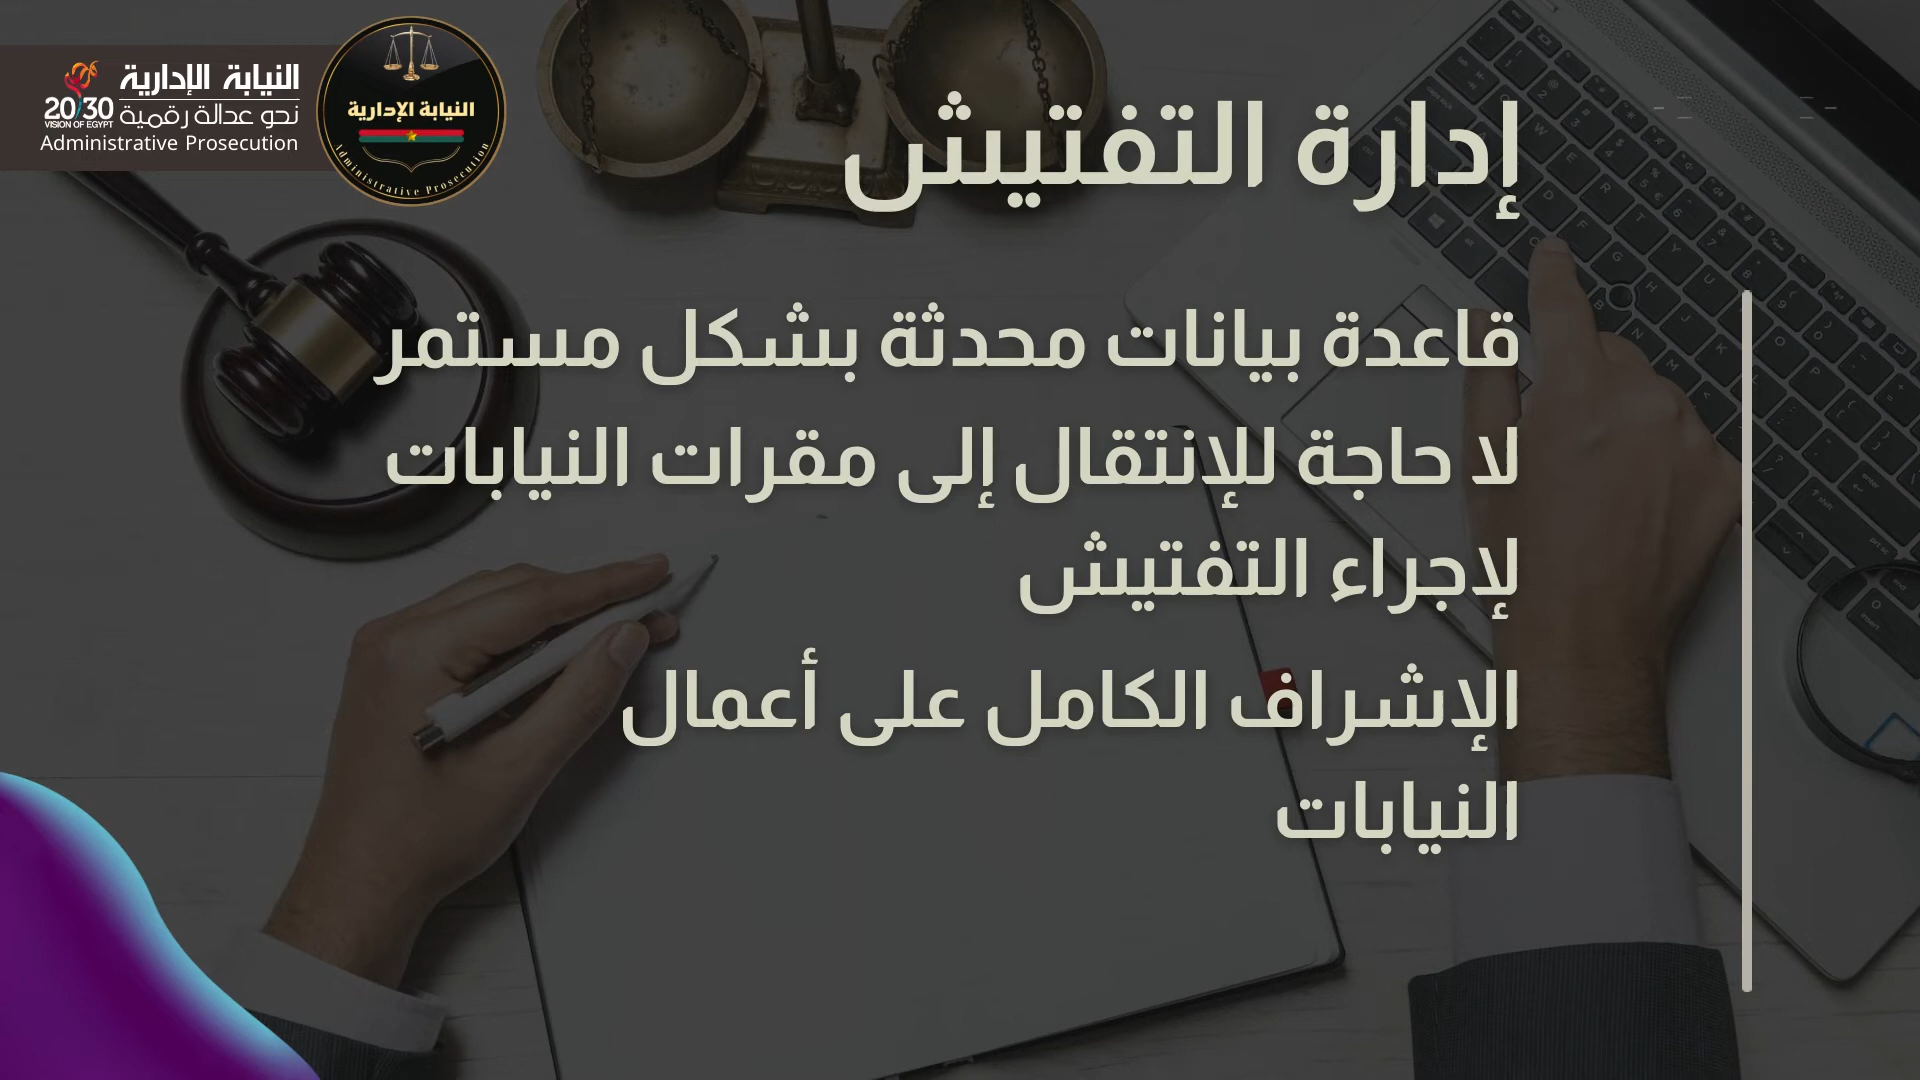 النيابة الإدارية
نحو عدالة رقمية
20/30
VISION OF EGYPT
Administrative Prosecution
النيابة الإدارية
Administrative Prosecution
إدارة التفتيش
قاعدة بيانات محدثة بشكل مستمر
لا حاجة للإنتقال إلى مقرات النيابات
لإجراء التفتيش
الإشراف الكامل على أعمال
النيابات